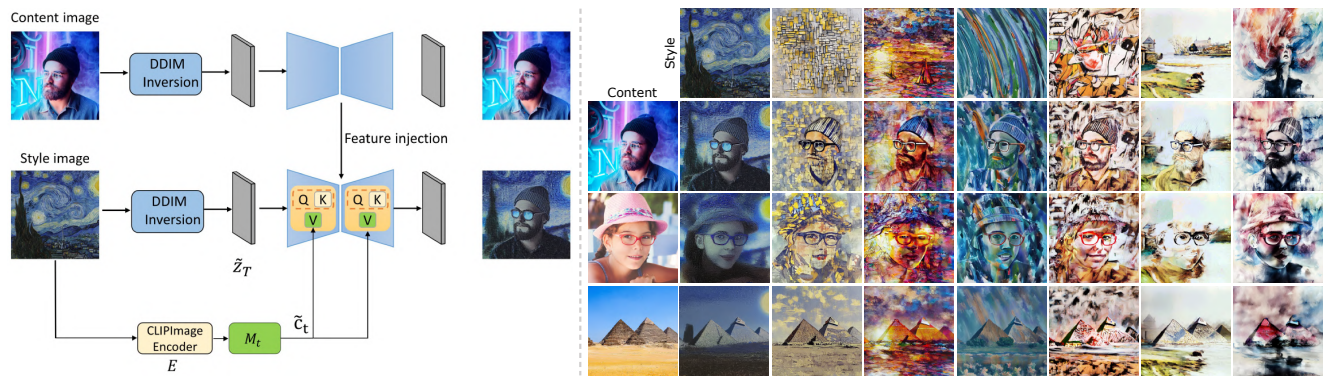 Content image
DDIM
Inversion
Feature injection
Style image
DDIM
Inversion
Q K
V
Q K
V
z̃_T
CLIPImage
Encoder
E
M_t
c̃_t
Style
Content